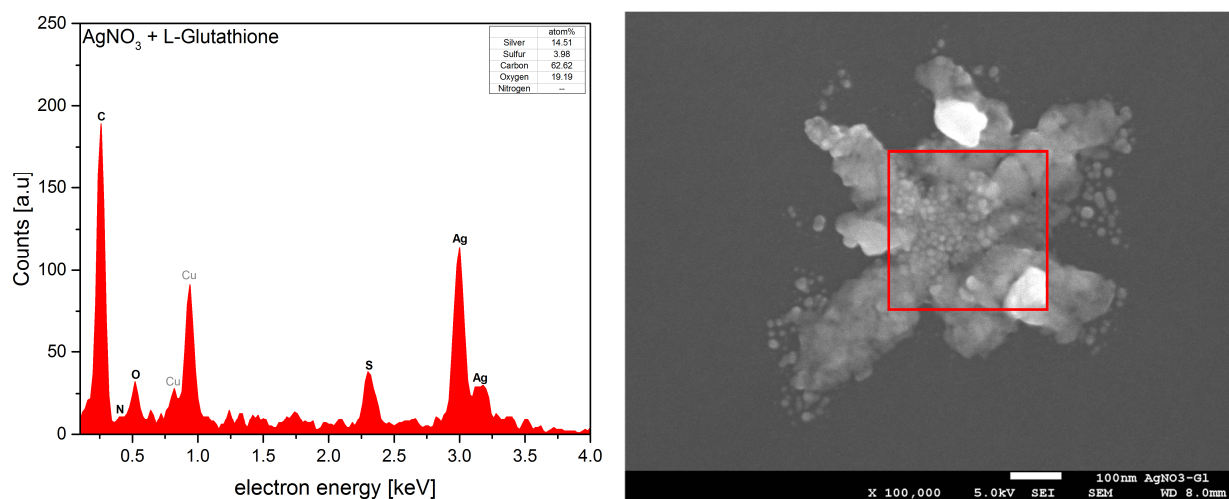 AgNO3 + L-Glutathione
atom%
Silver 14.51
Sulfur 3.98
Carbon 62.62
Oxygen 19.19
Nitrogen --
250
200
150
100
50
0
Counts [a.u]
C
N
O
Cu
Cu
S
Ag
Ag
0.5 1.0 1.5 2.0 2.5 3.0 3.5 4.0
electron energy [keV]
100nm AgNO3-Gl
X 100,000 5.0kV SEI SEM WD 8.0mm